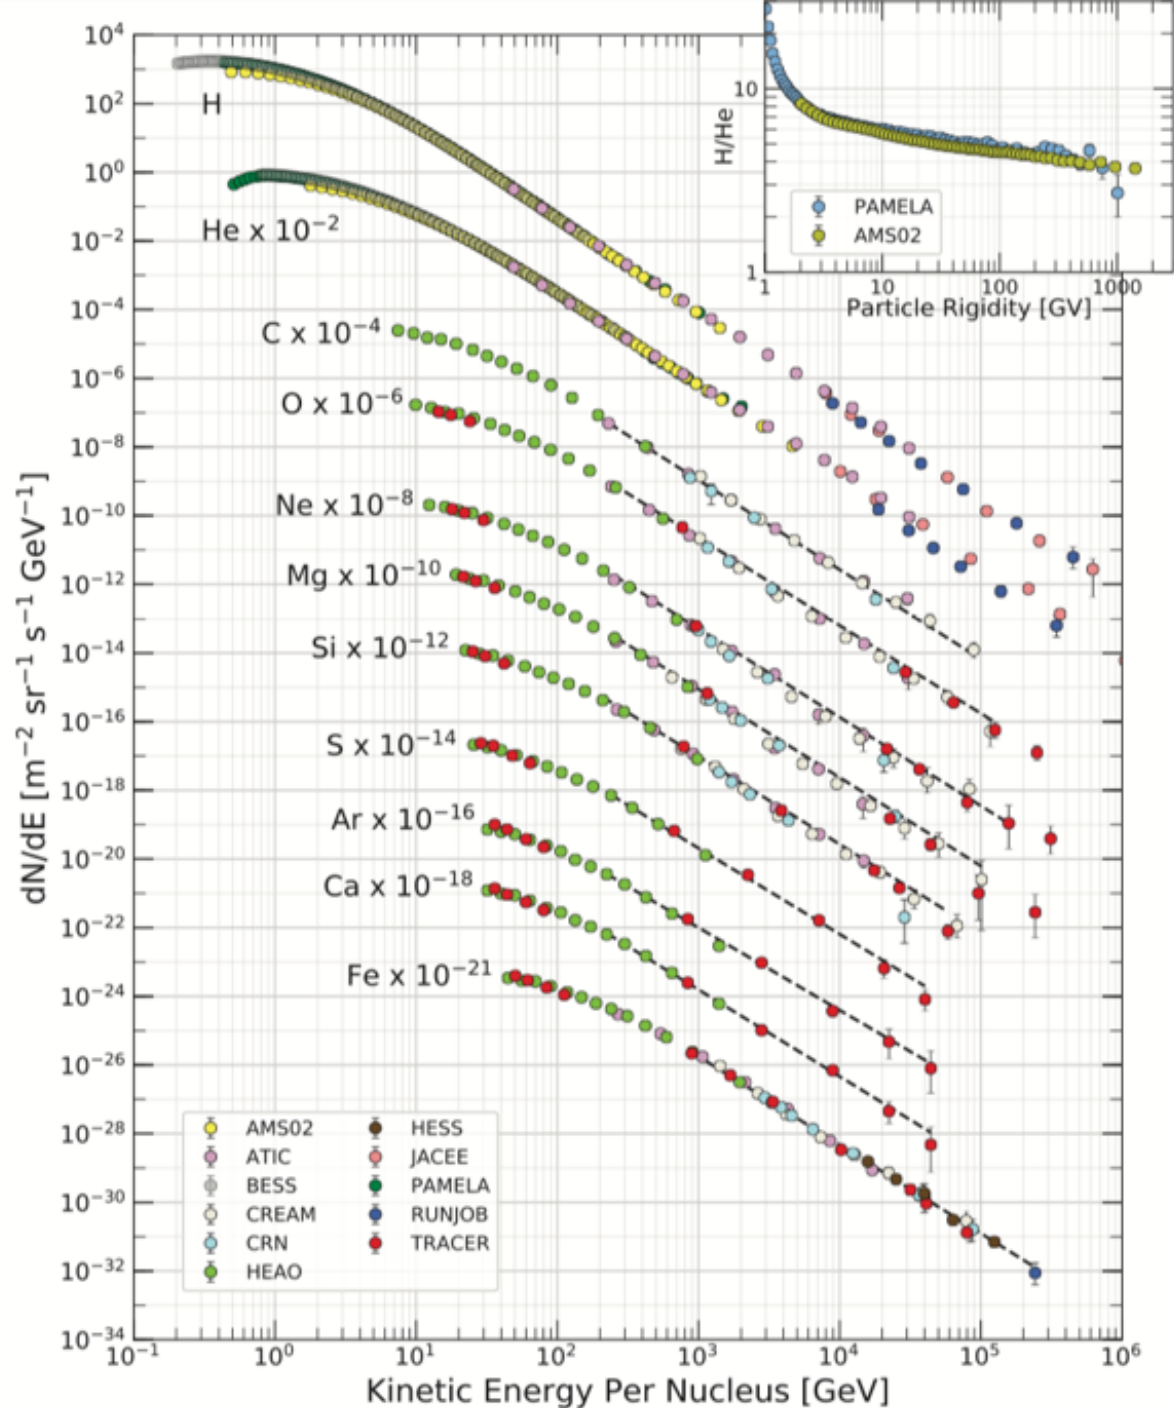 10⁴
10²
10⁰
10⁻²
10⁻⁴
10⁻⁶
10⁻⁸
10⁻¹⁰
10⁻¹²
10⁻¹⁴
10⁻¹⁶
10⁻¹⁸
10⁻²⁰
10⁻²²
10⁻²⁴
10⁻²⁶
10⁻²⁸
10⁻³⁰
10⁻³²
10⁻³⁴
dN/dE [m⁻² sr⁻¹ s⁻¹ GeV⁻¹]
H
He x 10⁻²
C x 10⁻⁴
O x 10⁻⁶
Ne x 10⁻⁸
Mg x 10⁻¹⁰
Si x 10⁻¹²
S x 10⁻¹⁴
Ar x 10⁻¹⁶
Ca x 10⁻¹⁸
Fe x 10⁻²¹
H/He
10
1
PAMELA
AMS02
1 10 100 1000
Particle Rigidity [GV]
AMS02
ATIC
BESS
CREAM
CRN
HEAO
HESS
JACEE
PAMELA
RUNJOB
TRACER
10⁻¹ 10⁰ 10¹ 10² 10³ 10⁴ 10⁵ 10⁶
Kinetic Energy Per Nucleus [GeV]